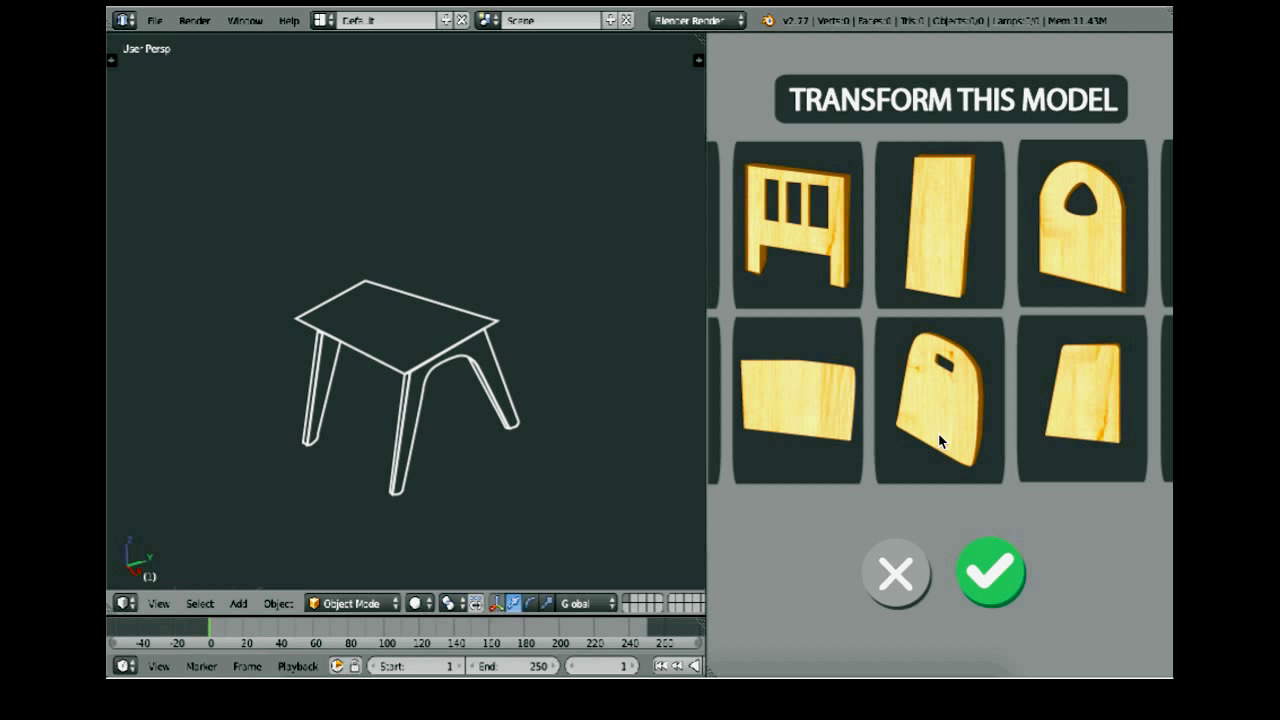 File Render Window Help Default Scene Blender Render v2.77 | Verts:0 | Faces:0 | Tris:0 | Objects:0/0 | Lamps:0/0 | Mem:11.43M
User Persp
TRANSFORM THIS MODEL
Z
Y
(1)
View Select Add Object Object Mode Global
-40 -20 0 20 40 60 80 100 120 140 160 180 200 220 240 260
View Marker Frame Playback Start: 1 End: 250 1